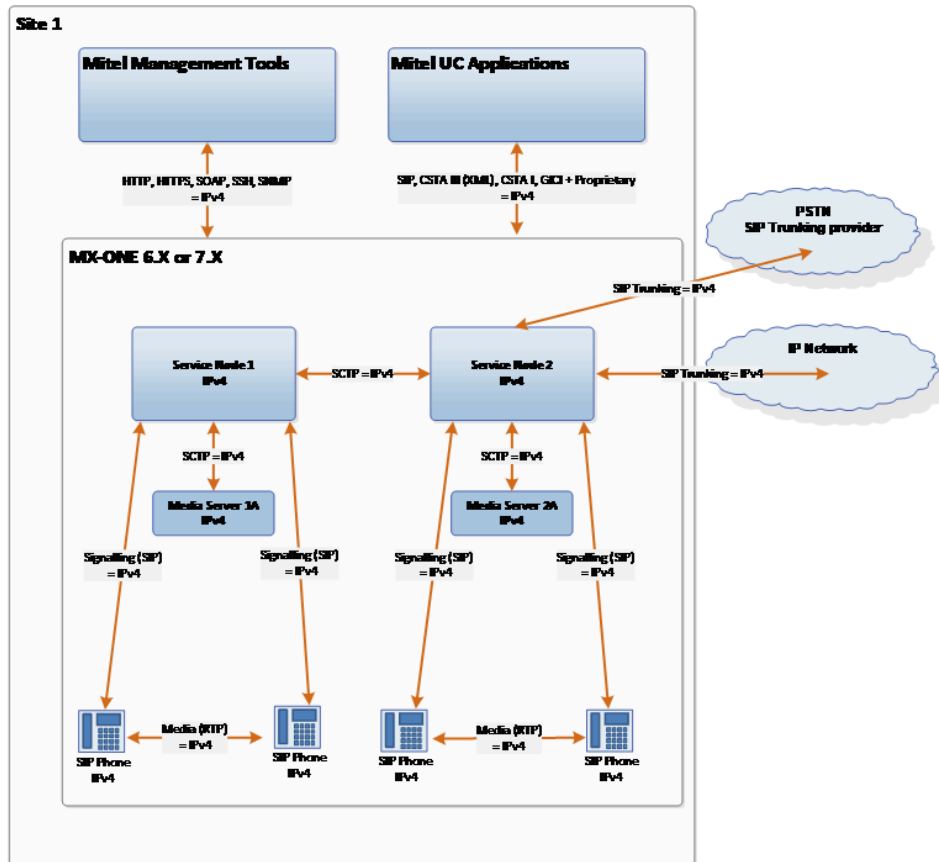 Site 1
Mitel Management Tools
Mitel UC Applications
HTTP, HTTPS, SOAP, SSH, SNMP
= IPv4
SIP, CSTA III (XML), CSTA I, GICI + Proprietary
= IPv4
PSTN
SIP Trunking provider
MX-ONE 6.X or 7.X
SIP Trunking = IPv4
Service Node 1
IPv4
SCTP = IPv4
Service Node 2
IPv4
SIP Trunking = IPv4
IP Network
SCTP = IPv4
SCTP = IPv4
Media Server 1A
IPv4
Media Server 2A
IPv4
Signalling (SIP)
= IPv4
Signalling (SIP)
= IPv4
Signalling (SIP)
= IPv4
Signalling (SIP)
= IPv4
Media (RTP)
= IPv4
Media (RTP)
= IPv4
SIP Phone
IPv4
SIP Phone
IPv4
SIP Phone
IPv4
SIP Phone
IPv4